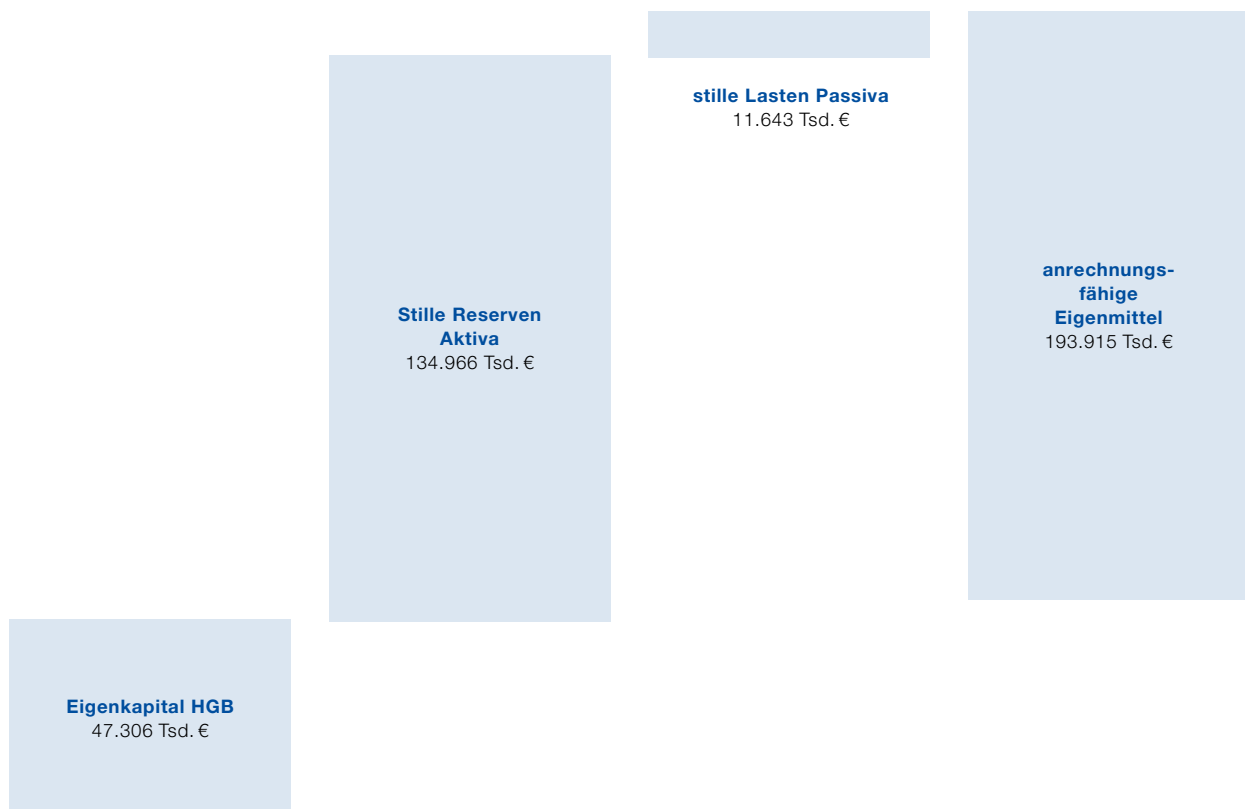 Eigenkapital HGB
47.306 Tsd. €
Stille Reserven
Aktiva
134.966 Tsd. €
stille Lasten Passiva
11.643 Tsd. €
anrechnungs-
fähige
Eigenmittel
193.915 Tsd. €